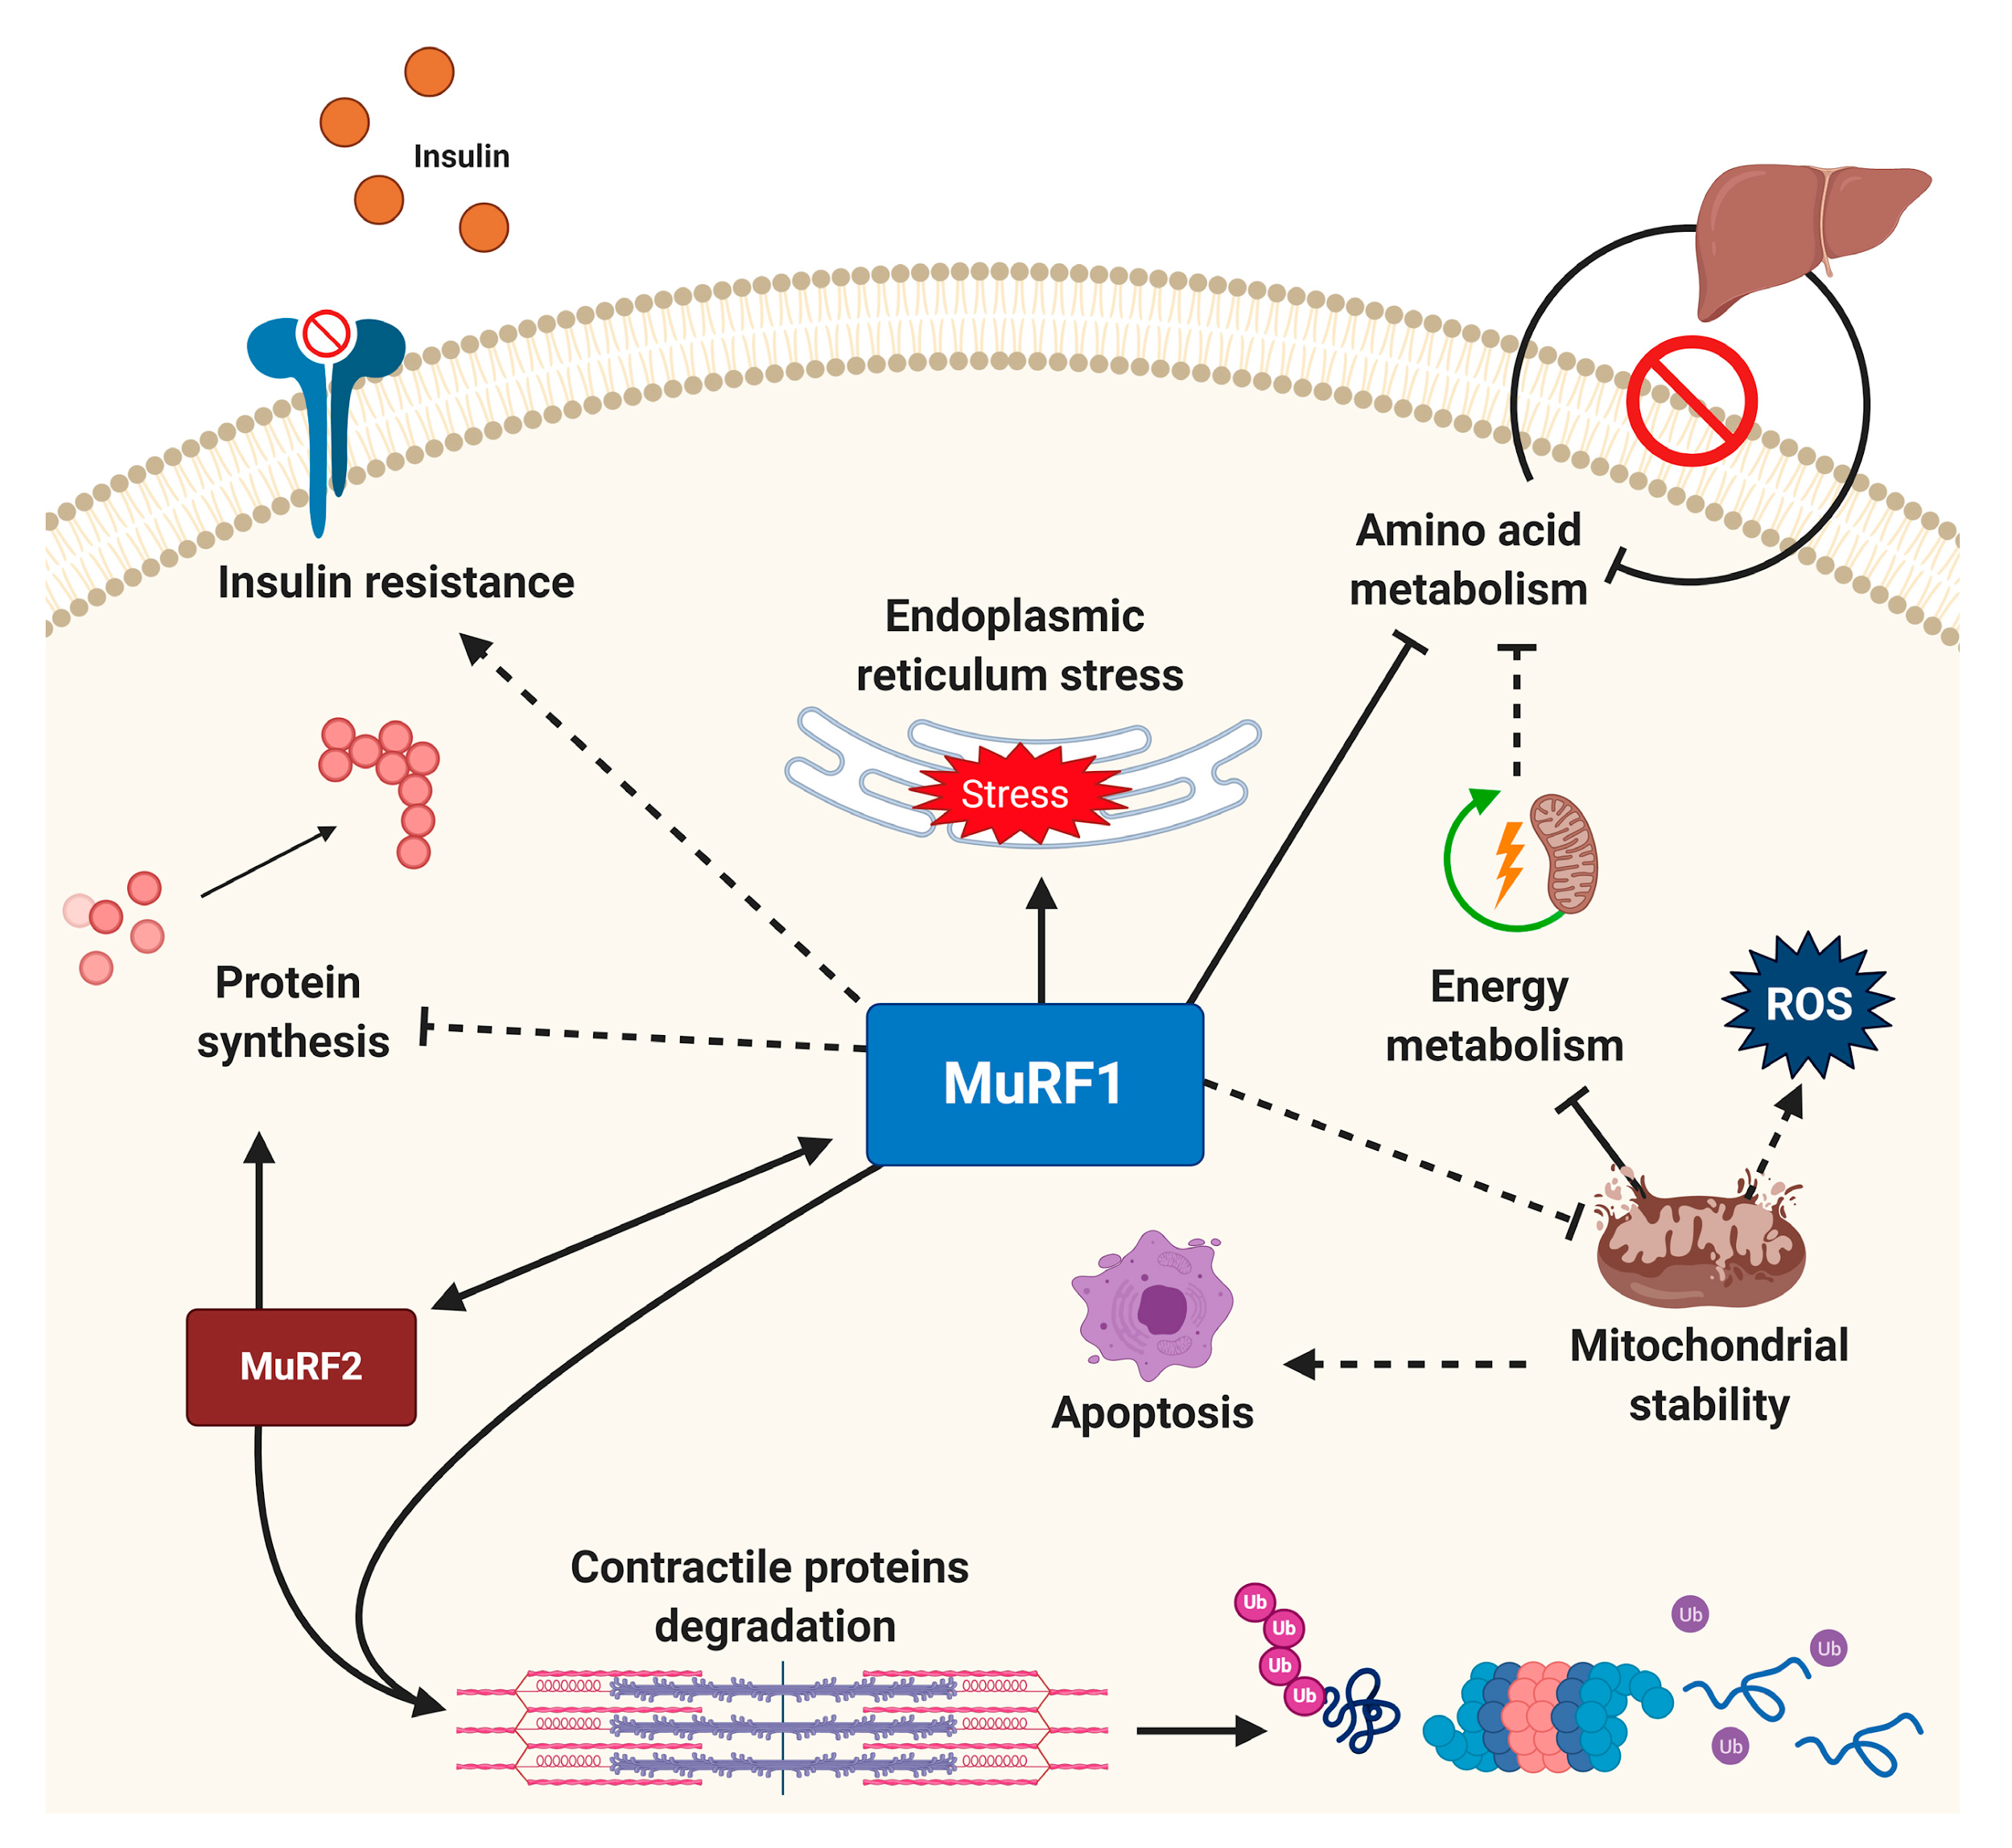 Insulin
Insulin resistance
Amino acid
metabolism
Endoplasmic
reticulum stress
Stress
Protein
synthesis
Energy
metabolism
ROS
MuRF1
MuRF2
Apoptosis
Mitochondrial
stability
Contractile proteins
degradation
Ub
Ub
Ub
Ub
Ub
Ub
Ub